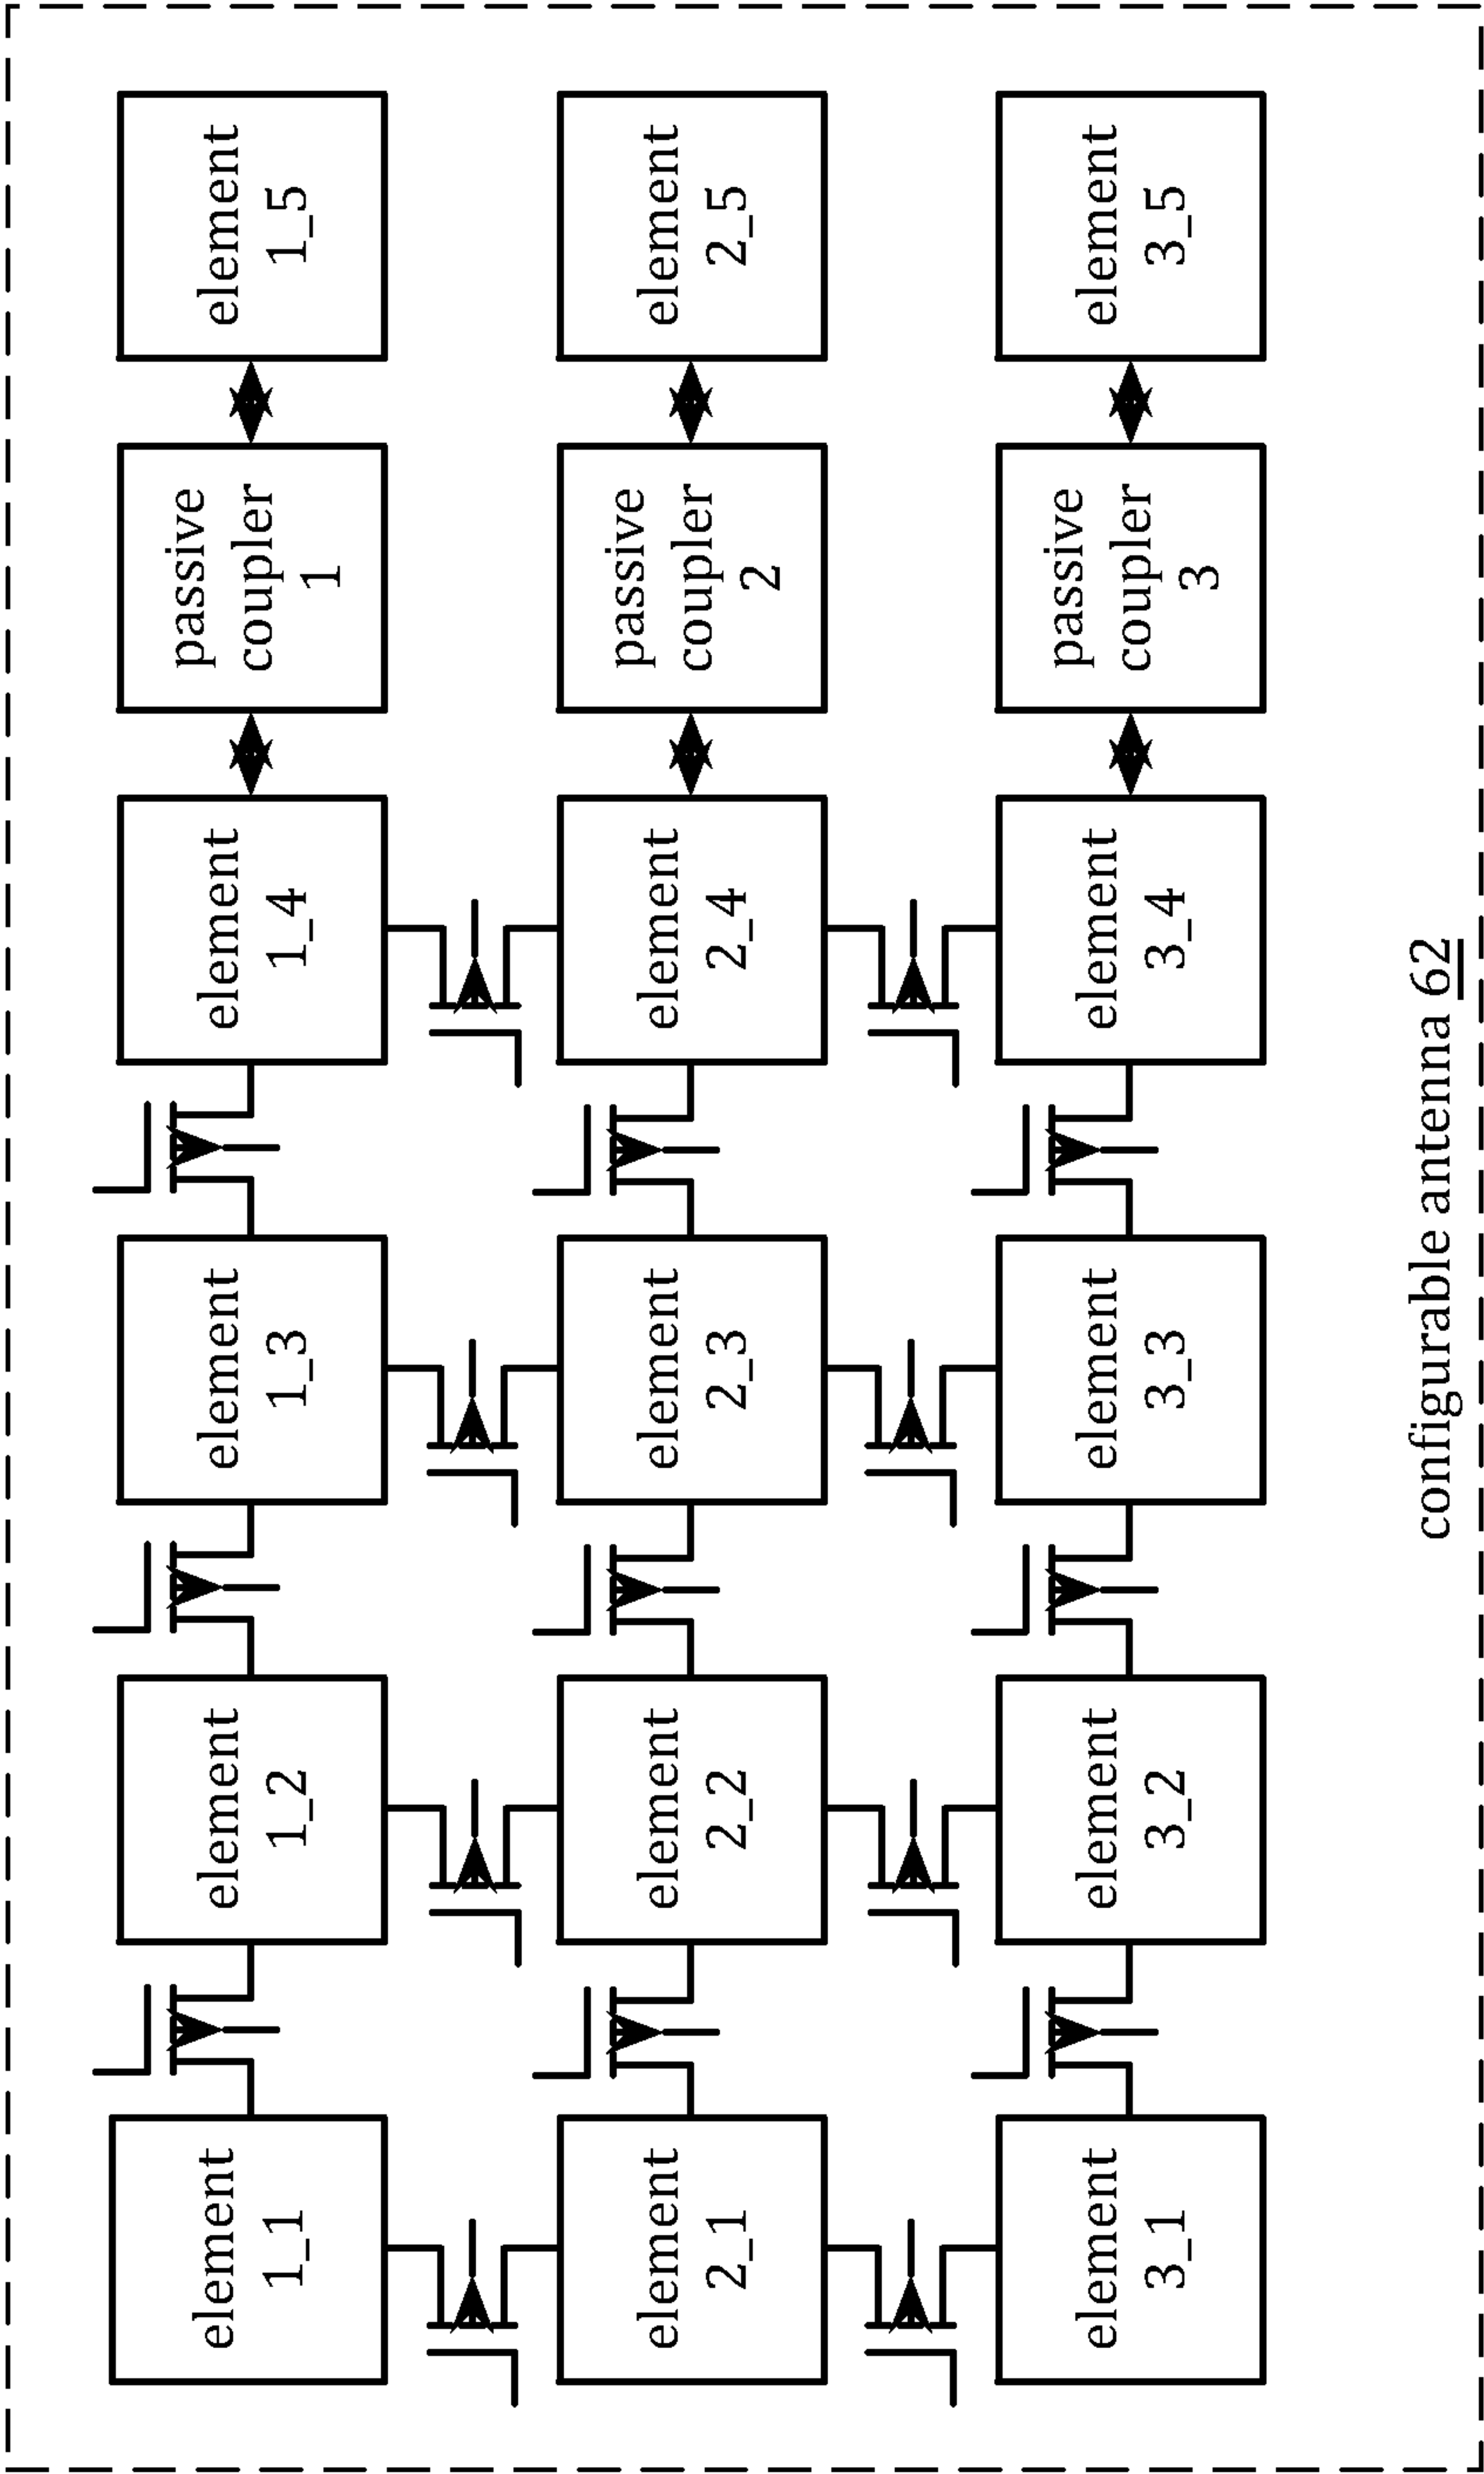 element
1_1
element
1_2
element
1_3
element
1_4
passive
coupler
1
element
1_5
element
2_1
element
2_2
element
2_3
element
2_4
passive
coupler
2
element
2_5
element
3_1
element
3_2
element
3_3
element
3_4
passive
coupler
3
element
3_5
configurable antenna 62